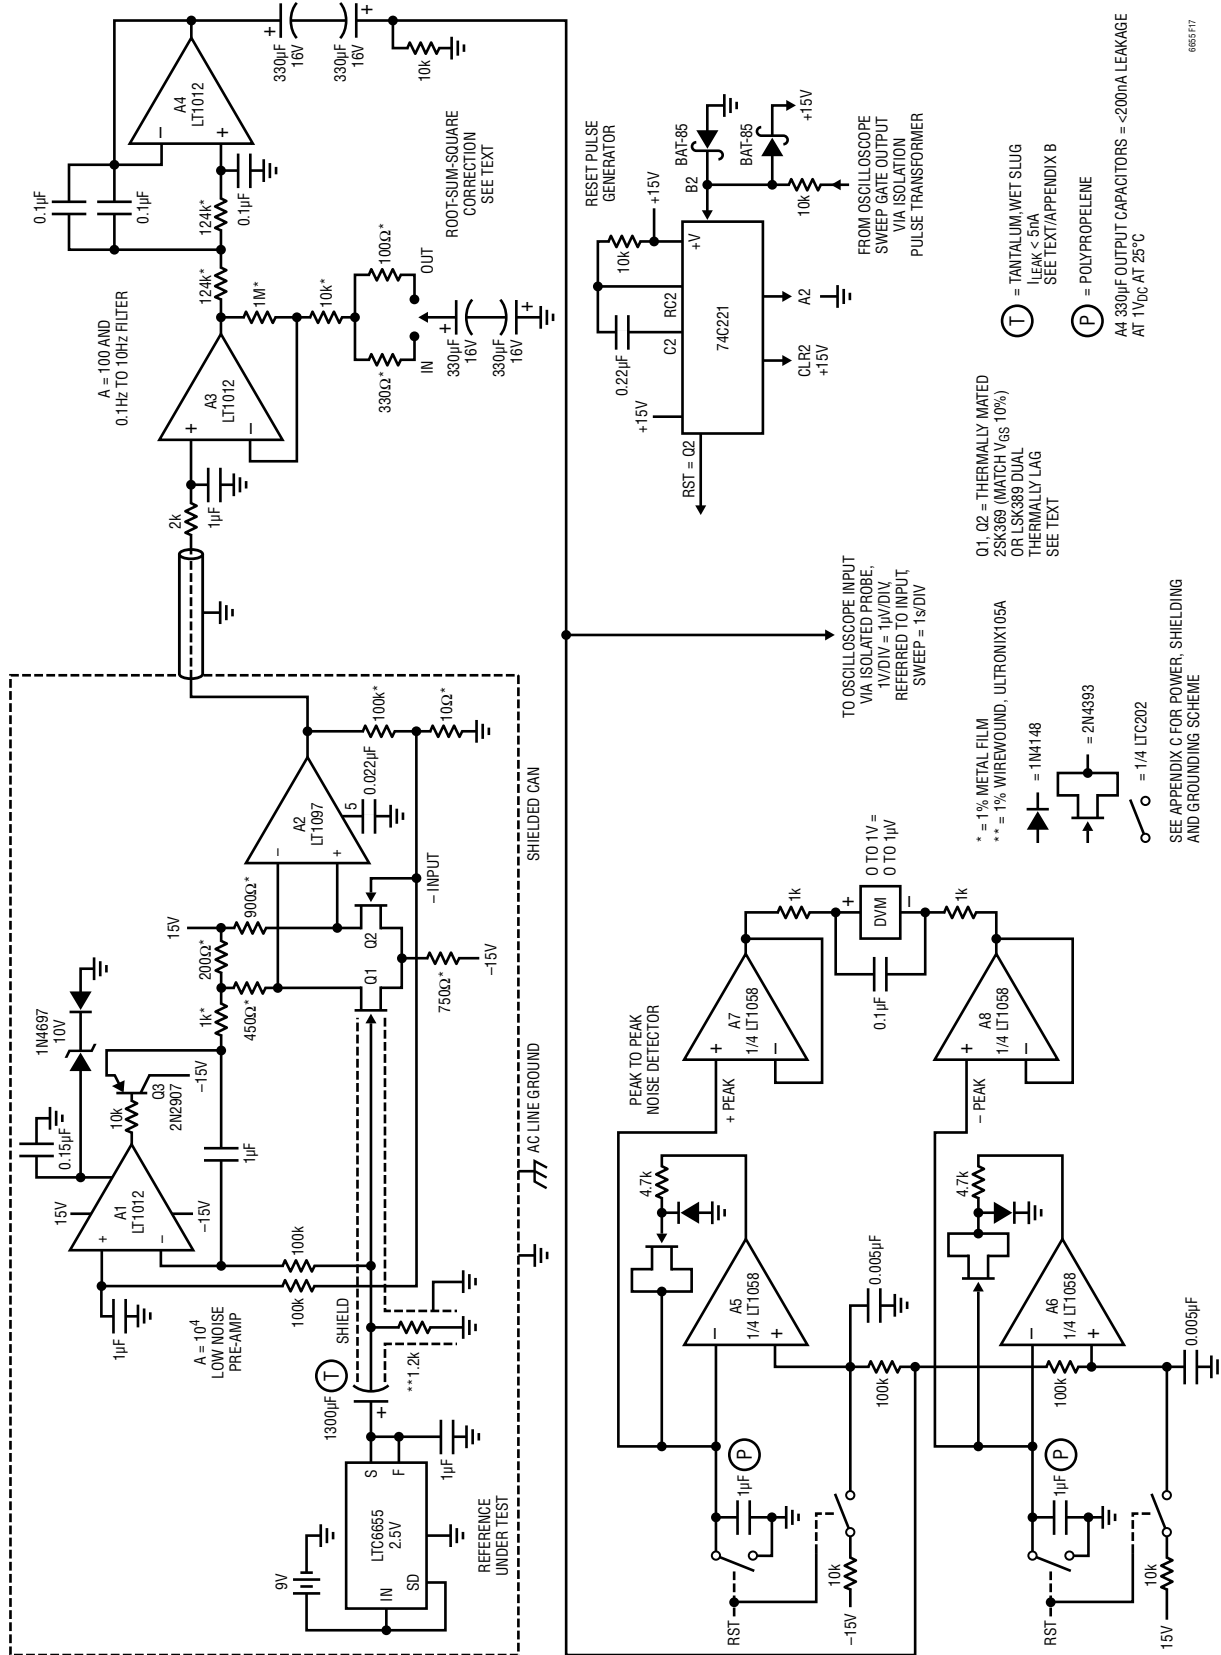 SHIELDED CAN
AC LINE GROUND
A = 10⁴
LOW NOISE
PRE-AMP
1µF
15V
A1
LT1012
–15V
+
–
0.15µF
1N4697
10V
10k
Q3
2N2907
–15V
1µF
100k
100k
1k*
200Ω*
15V
450Ω*
900Ω*
Q1
Q2
750Ω*
–15V
– INPUT
A2
LT1097
–
+
5
0.022µF
100k*
10Ω*
SHIELD
**1.2k
1300µF
T
+
9V
LTC6655
2.5V
IN
SD
S
F
1µF
REFERENCE
UNDER TEST
2k
1µF
A = 100 AND
0.1Hz TO 10Hz FILTER
A3
LT1012
+
–
124k*
1M*
10k*
330Ω*
100Ω*
IN
OUT
330µF
16V
+
330µF
16V
+
ROOT-SUM-SQUARE
CORRECTION
SEE TEXT
0.1µF
0.1µF
124k*
0.1µF
A4
LT1012
–
+
330µF
16V
+
330µF
16V
+
10k
TO OSCILLOSCOPE INPUT
VIA ISOLATED PROBE,
1V/DIV = 1µV/DIV,
REFERRED TO INPUT,
SWEEP = 1s/DIV
RESET PULSE
GENERATOR
RST = Q2
+15V
0.22µF
10k
+15V
C2
RC2
+V
74C221
CLR2
+15V
A2
B2
BAT-85
BAT-85
+15V
10k
FROM OSCILLOSCOPE
SWEEP GATE OUTPUT
VIA ISOLATION
PULSE TRANSFORMER
PEAK TO PEAK
NOISE DETECTOR
RST
1µF
P
10k
–15V
4.7k
A5
1/4 LT1058
–
+
0.005µF
100k
+ PEAK
A7
1/4 LT1058
+
–
1k
0.1µF
+
DVM
–
O TO 1V =
O TO 1µV
1k
RST
1µF
P
10k
15V
4.7k
A6
1/4 LT1058
–
+
100k
0.005µF
– PEAK
A8
1/4 LT1058
+
–
* = 1% METAL FILM
** = 1% WIREWOUND, ULTRONIX105A
= 1N4148
= 2N4393
= 1/4 LTC202
SEE APPENDIX C FOR POWER, SHIELDING
AND GROUNDING SCHEME
Q1, Q2 = THERMALLY MATED
2SK369 (MATCH VGS 10%)
OR LSK389 DUAL
THERMALLY LAG
SEE TEXT
T = TANTALUM,WET SLUG
ILEAK < 5nA
SEE TEXT/APPENDIX B
P = POLYPROPELENE
A4 330µF OUTPUT CAPACITORS = <200nA LEAKAGE
AT 1VDC AT 25°C
6655 F17